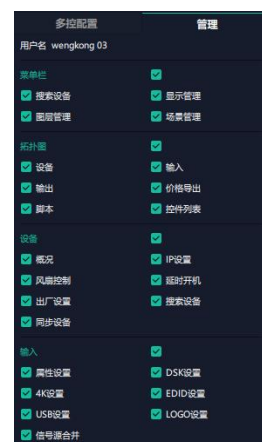 多控配置 管理
用户名 wengkong 03
菜单栏
搜索设备 显示管理
图层管理 场景管理
拓扑图
设备 输入
输出 价格导出
脚本 控件列表
设备
概况 IP设置
风扇控制 延时开机
出厂设置 搜索设备
同步设备
输入
属性设置 DSK设置
4K设置 EDID设置
USB设置 LOGO设置
信号源合并